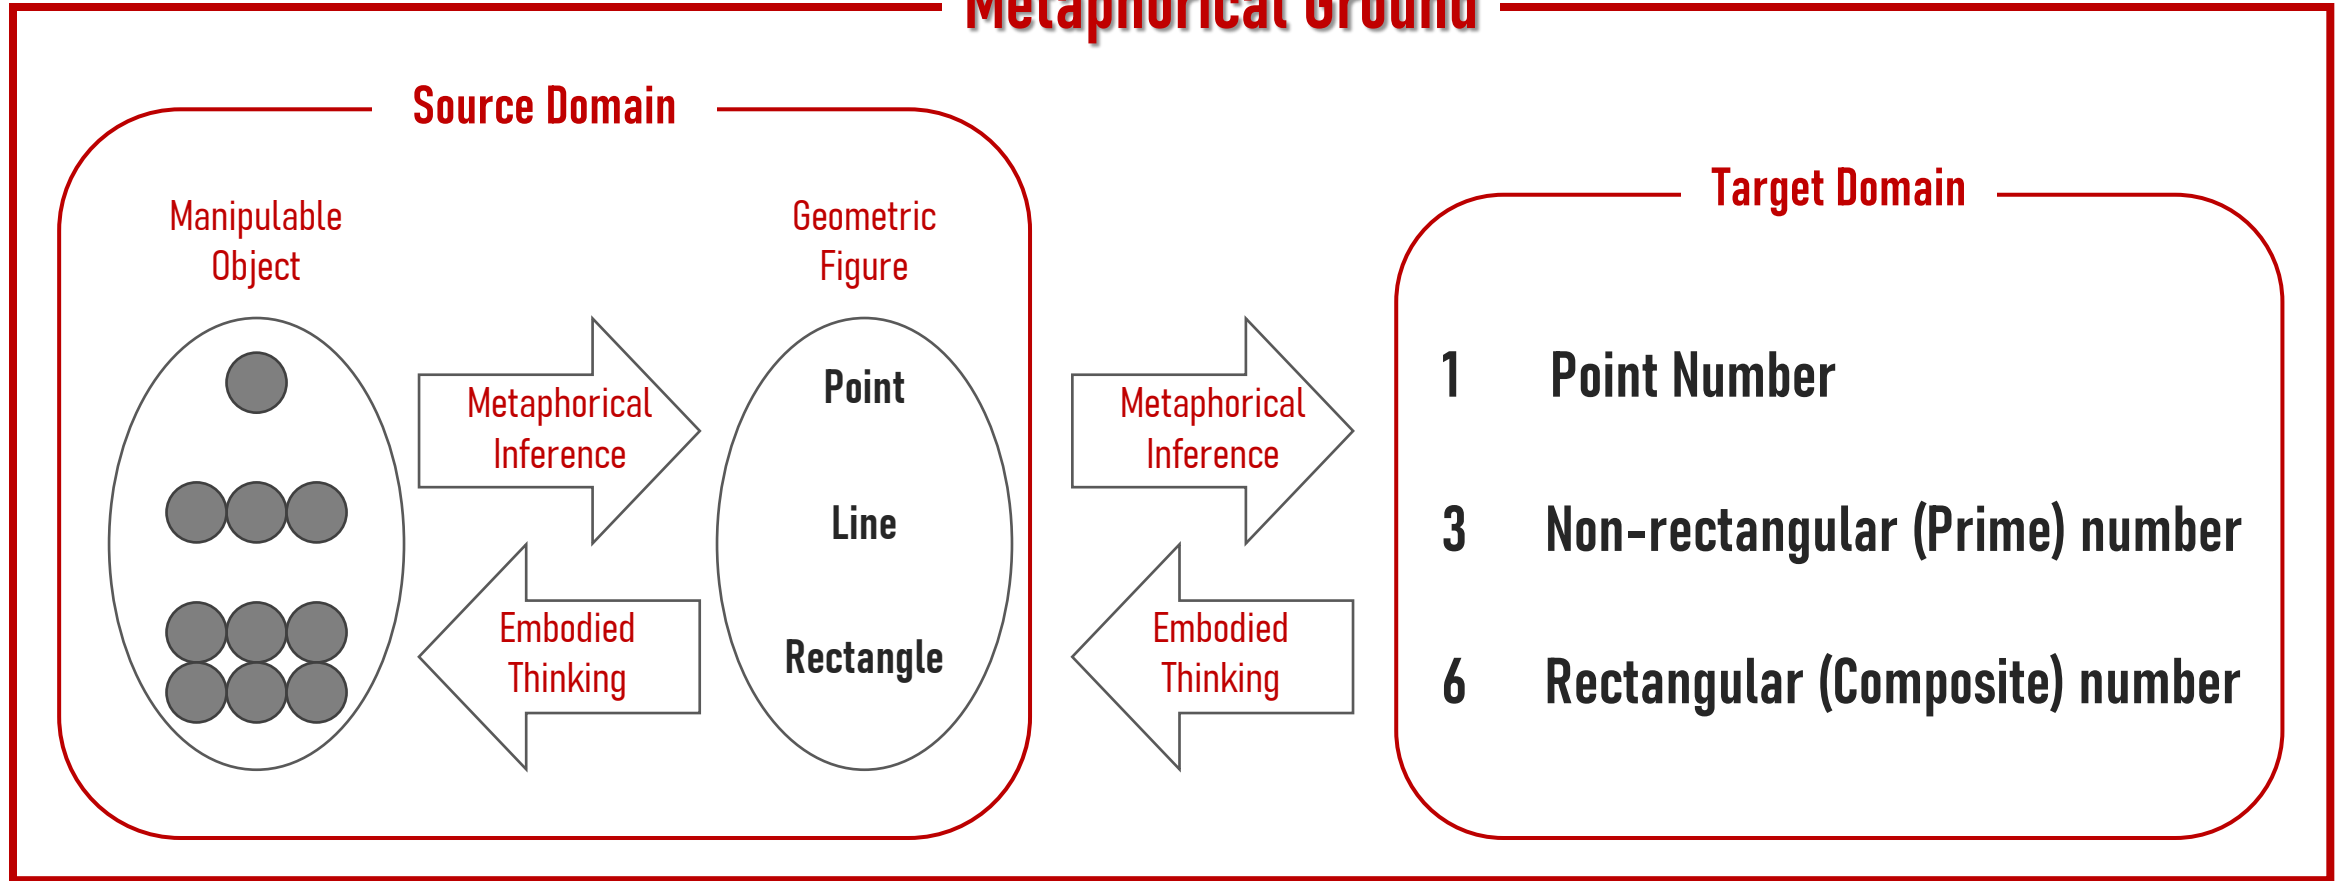 Metaphorical Ground
Source Domain
Target Domain
Manipulable
Object
Geometric
Figure
Metaphorical
Inference
Embodied
Thinking
Point
Line
Rectangle
Metaphorical
Inference
Embodied
Thinking
1 Point Number
3 Non-rectangular (Prime) number
6 Rectangular (Composite) number